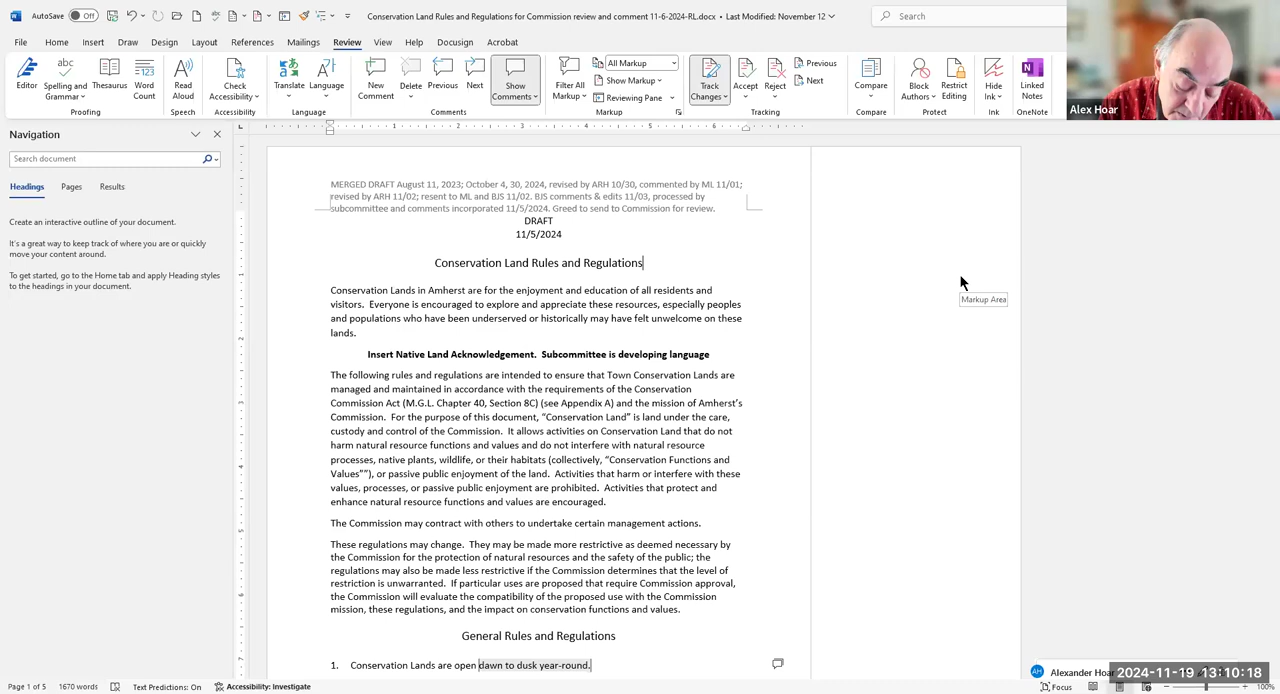 AutoSave Off
Conservation Land Rules and Regulations for Commission review and comment 11-6-2024-RL.docx • Last Modified: November 12
Search
File Home Insert Draw Design Layout References Mailings Review View Help Docusign Acrobat
Editor
Spelling and Grammar
Thesaurus
Word Count
Read Aloud
Check Accessibility
Translate
Language
New Comment
Delete
Previous
Next
Show Comments
Filter All Markup
All Markup
Show Markup
Reviewing Pane
Track Changes
Accept
Reject
Previous
Next
Compare
Block Authors
Restrict Editing
Hide Ink
Linked Notes
Proofing Speech Accessibility Language Comments Markup Tracking Compare Protect Ink OneNote
Alex Hoar
Navigation
Search document
Headings Pages Results
Create an interactive outline of your document.
It's a great way to keep track of where you are or quickly
move your content around.
To get started, go to the Home tab and apply Heading styles
to the headings in your document.
MERGED DRAFT August 11, 2023; October 4, 30, 2024, revised by ARH 10/30, commented by ML 11/01;
revised by ARH 11/02; resent to ML and BJS 11/02. BJS comments & edits 11/03, processed by
subcommittee and comments incorporated 11/5/2024. Greed to send to Commission for review.
DRAFT
11/5/2024
Conservation Land Rules and Regulations
Conservation Lands in Amherst are for the enjoyment and education of all residents and
visitors. Everyone is encouraged to explore and appreciate these resources, especially peoples
and populations who have been underserved or historically may have felt unwelcome on these
lands.
Insert Native Land Acknowledgement. Subcommittee is developing language
The following rules and regulations are intended to ensure that Town Conservation Lands are
managed and maintained in accordance with the requirements of the Conservation
Commission Act (M.G.L. Chapter 40, Section 8C) (see Appendix A) and the mission of Amherst's
Commission. For the purpose of this document, "Conservation Land" is land under the care,
custody and control of the Commission. It allows activities on Conservation Land that do not
harm natural resource functions and values and do not interfere with natural resource
processes, native plants, wildlife, or their habitats (collectively, "Conservation Functions and
Values""), or passive public enjoyment of the land. Activities that harm or interfere with these
values, processes, or passive public enjoyment are prohibited. Activities that protect and
enhance natural resource functions and values are encouraged.
The Commission may contract with others to undertake certain management actions.
These regulations may change. They may be made more restrictive as deemed necessary by
the Commission for the protection of natural resources and the safety of the public; the
regulations may also be made less restrictive if the Commission determines that the level of
restriction is unwarranted. If particular uses are proposed that require Commission approval,
the Commission will evaluate the compatibility of the proposed use with the Commission
mission, these regulations, and the impact on conservation functions and values.
General Rules and Regulations
1. Conservation Lands are open dawn to dusk year-round.
Markup Area
AH Alexander Hoar
2024-11-19 13:10:18
Page 1 of 5 1670 words Text Predictions: On Accessibility: Investigate
Focus
100%